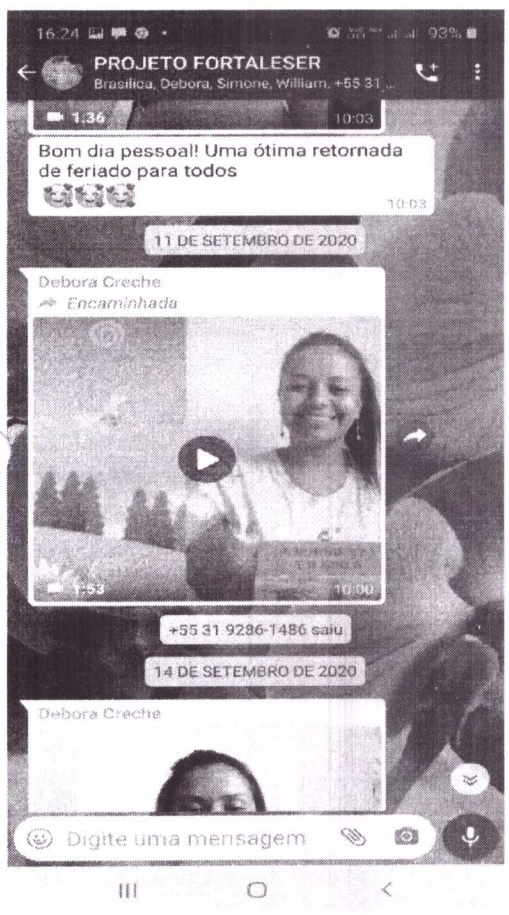 16:24 93%
PROJETO FORTALESER
Brasilica, Debora, Simone, William, +55 31 ...
1:36 10:03
Bom dia pessoal! Uma ótima retornada
de feriado para todos
🥰🥰🥰
10:03
11 DE SETEMBRO DE 2020
Debora Creche
Encaminhada
1:53 10:00
+55 31 9286-1486 saiu
14 DE SETEMBRO DE 2020
Debora Creche
Digite uma mensagem